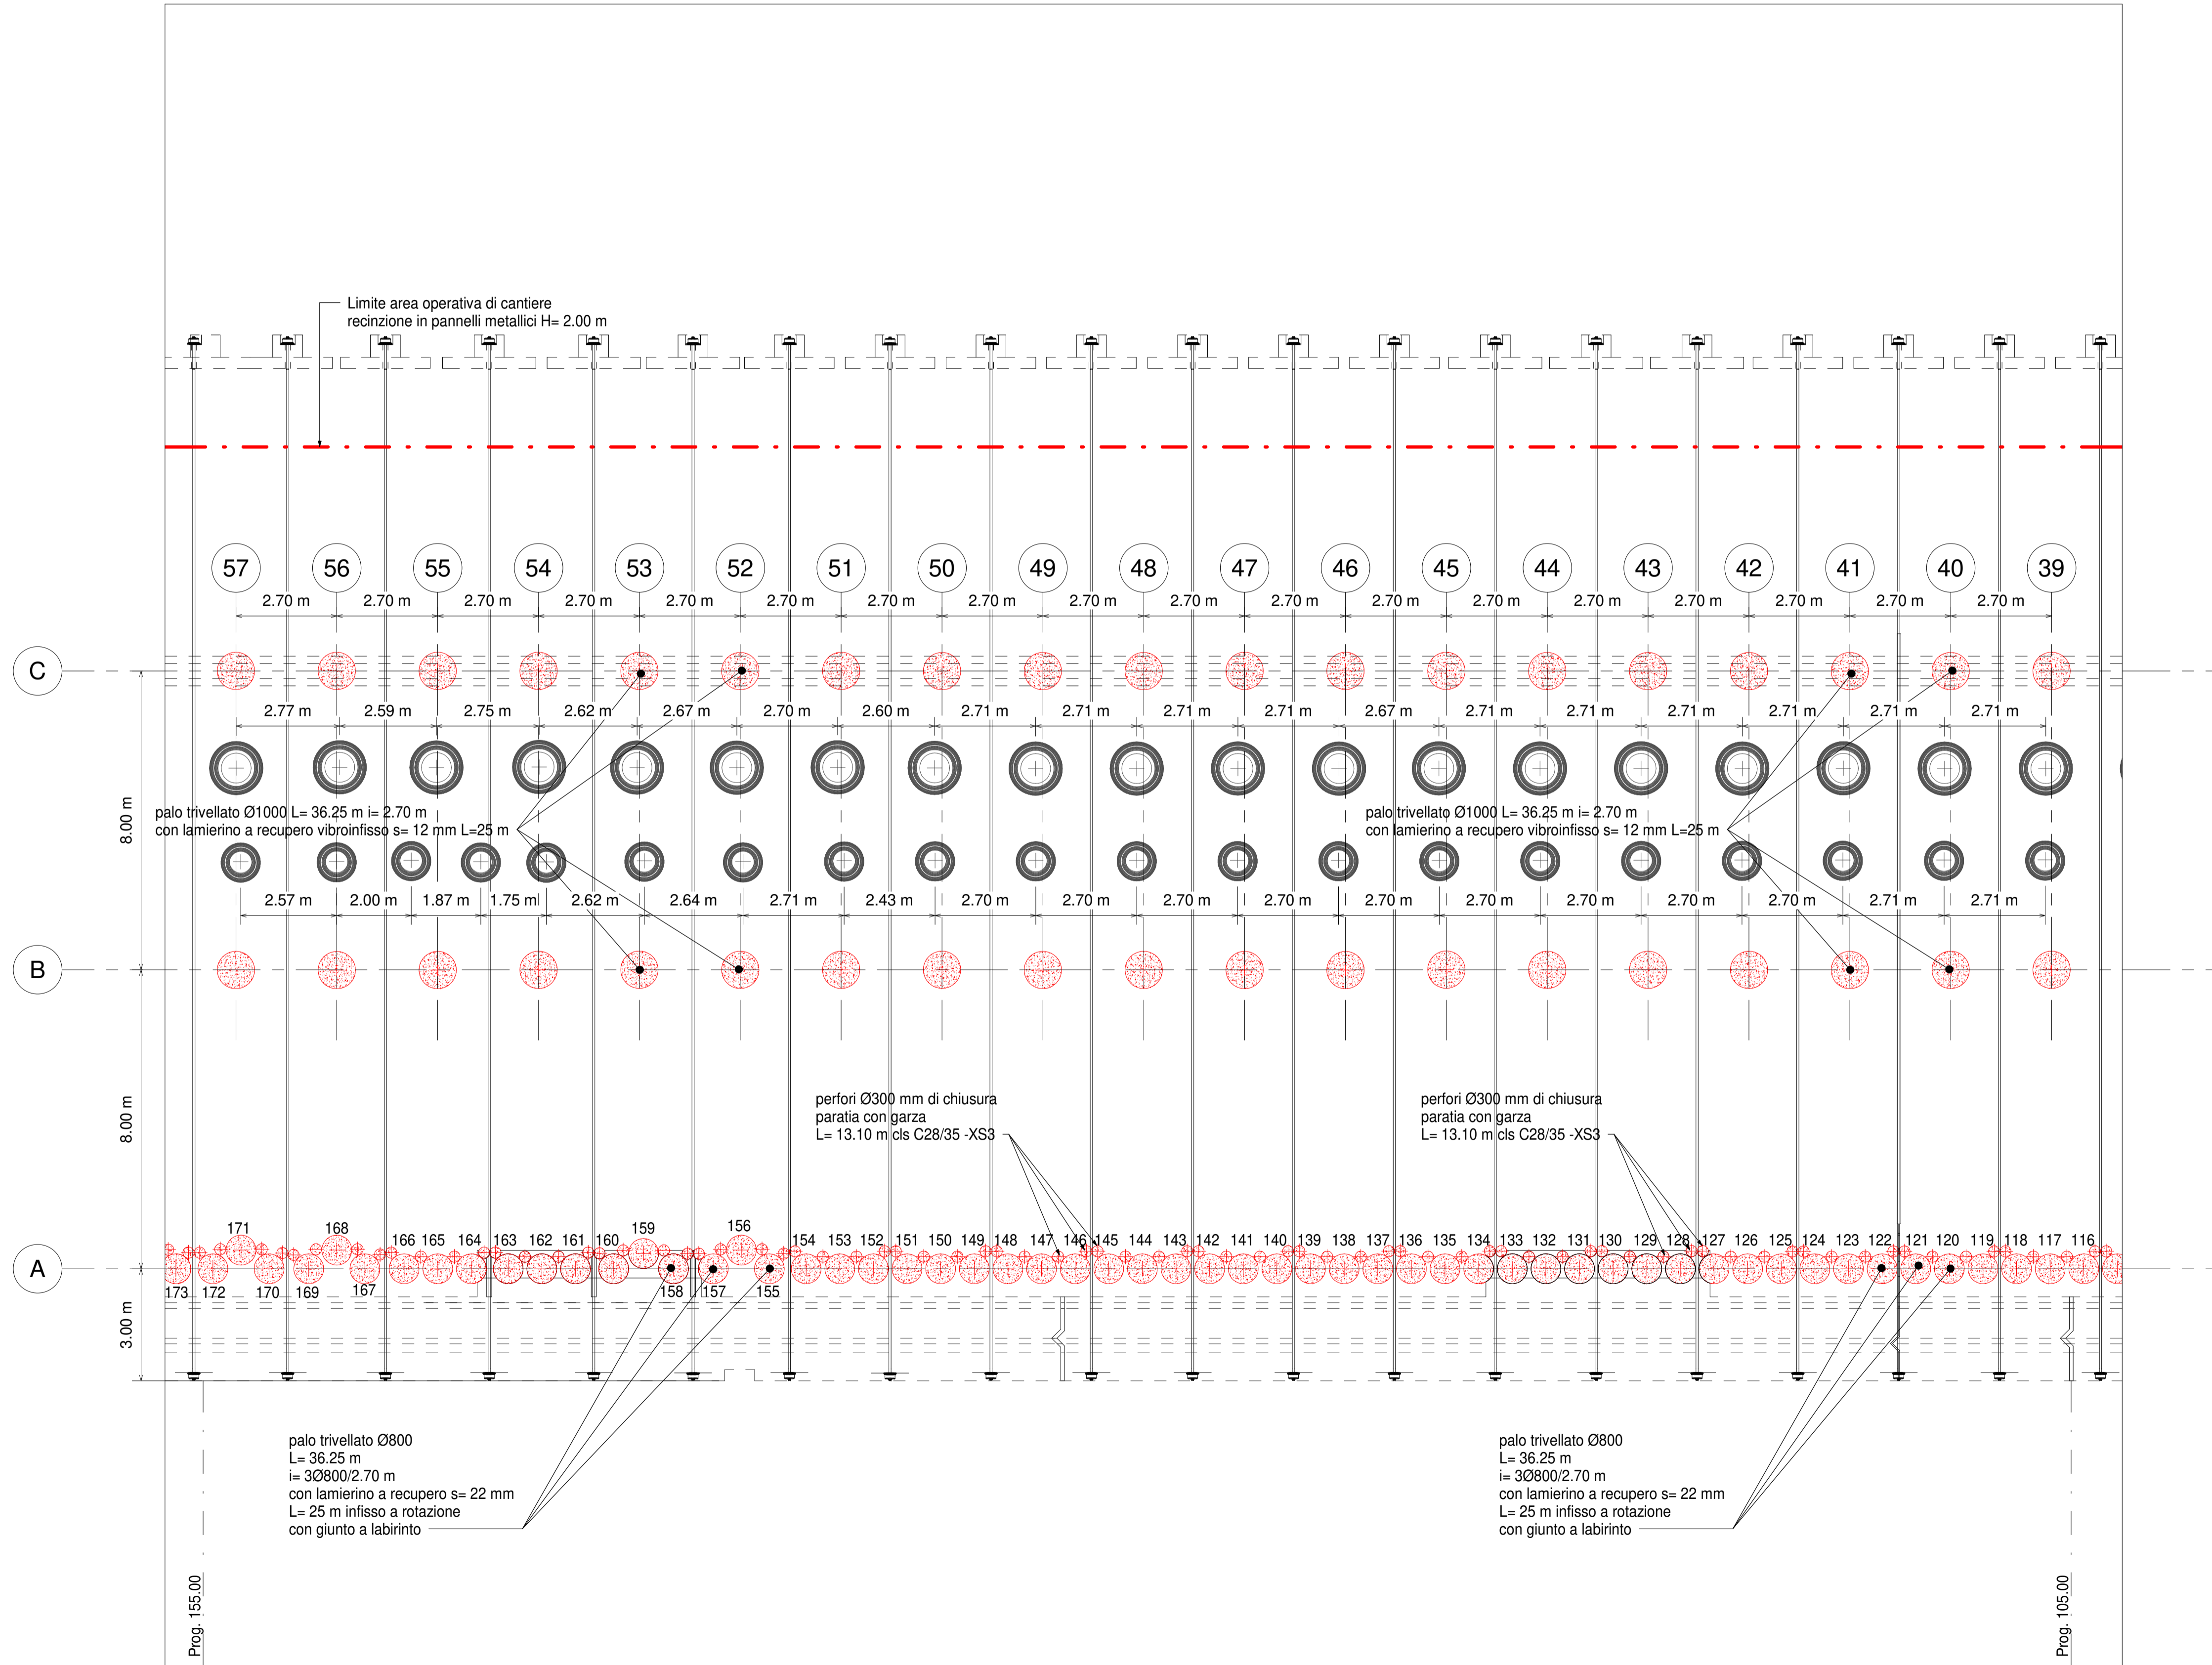 Limite area operativa di cantiere
recinzione in pannelli metallici H= 2.00 m
57 56 55 54 53 52 51 50 49 48 47 46 45 44 43 42 41 40 39
2.70 m 2.70 m 2.70 m 2.70 m 2.70 m 2.70 m 2.70 m 2.70 m 2.70 m 2.70 m 2.70 m 2.70 m 2.70 m 2.70 m 2.70 m 2.70 m 2.70 m 2.70 m
C
2.77 m 2.59 m 2.75 m 2.62 m 2.67 m 2.70 m 2.60 m 2.71 m 2.71 m 2.71 m 2.71 m 2.67 m 2.71 m 2.71 m 2.71 m 2.71 m 2.71 m 2.71 m
8.00 m
palo trivellato Ø1000 L= 36.25 m i= 2.70 m
con lamierino a recupero vibroinfisso s= 12 mm L=25 m
palo trivellato Ø1000 L= 36.25 m i= 2.70 m
con lamierino a recupero vibroinfisso s= 12 mm L=25 m
2.57 m 2.00 m 1.87 m 1.75 m 2.62 m 2.64 m 2.71 m 2.43 m 2.70 m 2.70 m 2.70 m 2.70 m 2.70 m 2.70 m 2.70 m 2.70 m 2.70 m 2.71 m 2.71 m
B
8.00 m
perfori Ø300 mm di chiusura
paratia con garza
L= 13.10 m cls C28/35 -XS3
perfori Ø300 mm di chiusura
paratia con garza
L= 13.10 m cls C28/35 -XS3
171 168 159 156
166 165 164 163 162 161 160 154 153 152 151 150 149 148 147 146 145 144 143 142 141 140 139 138 137 136 135 134 133 132 131 130 129 128 127 126 125 124 123 122 121 120 119 118 117 116
A
173 172 170 169 167 158 157 155
3.00 m
palo trivellato Ø800
L= 36.25 m
i= 3Ø800/2.70 m
con lamierino a recupero s= 22 mm
L= 25 m infisso a rotazione
con giunto a labirinto
palo trivellato Ø800
L= 36.25 m
i= 3Ø800/2.70 m
con lamierino a recupero s= 22 mm
L= 25 m infisso a rotazione
con giunto a labirinto
Prog. 155.00
Prog. 105.00